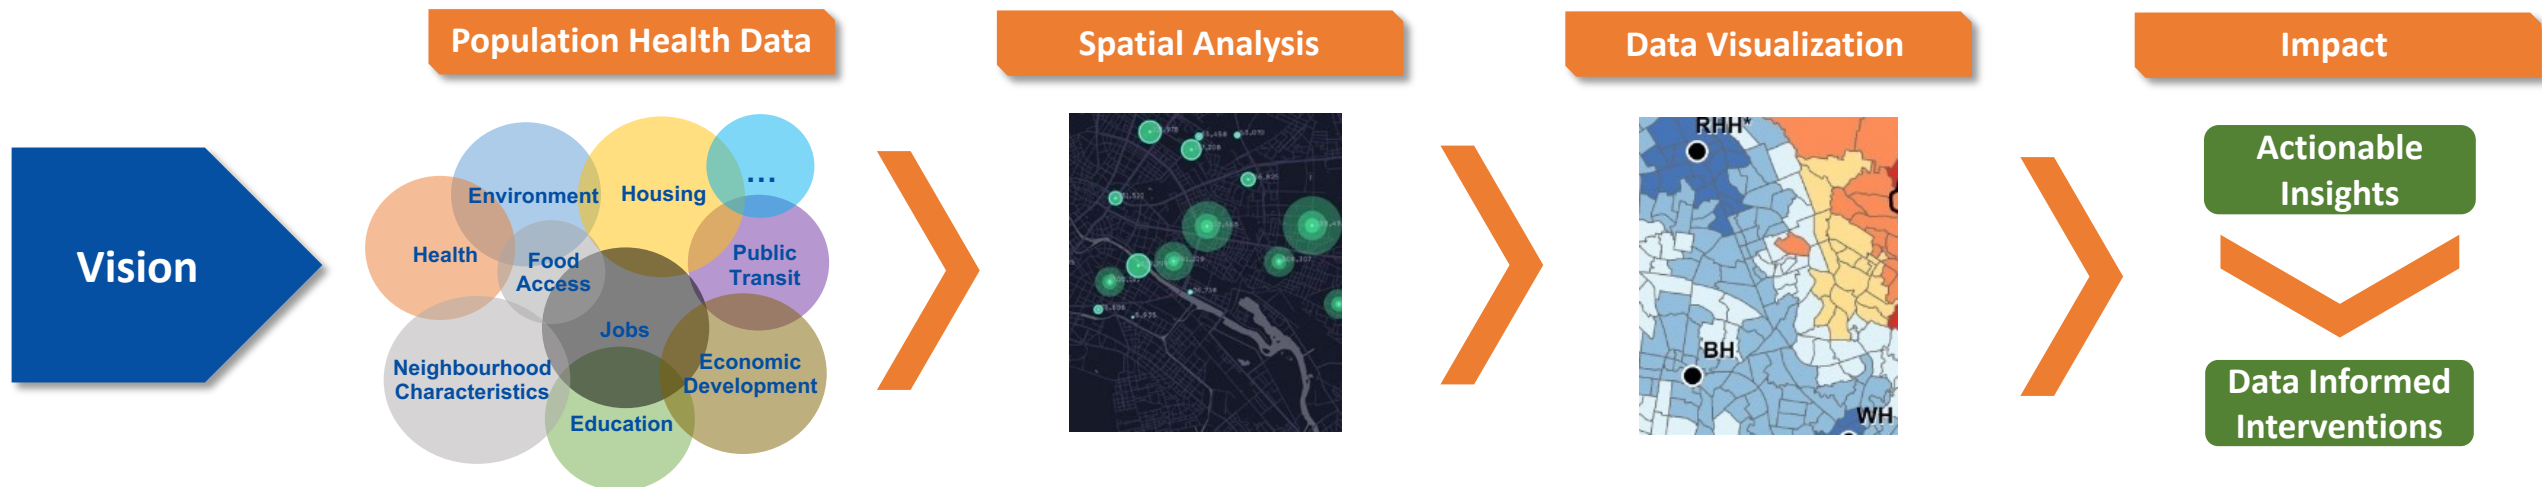 Population Health Data
Spatial Analysis
Data Visualization
Impact
Vision
Environment
Housing
...
Health
Food
Access
Public
Transit
Jobs
Neighbourhood
Characteristics
Economic
Development
Education
RHH*
BH
WH
Actionable
Insights
Data Informed
Interventions